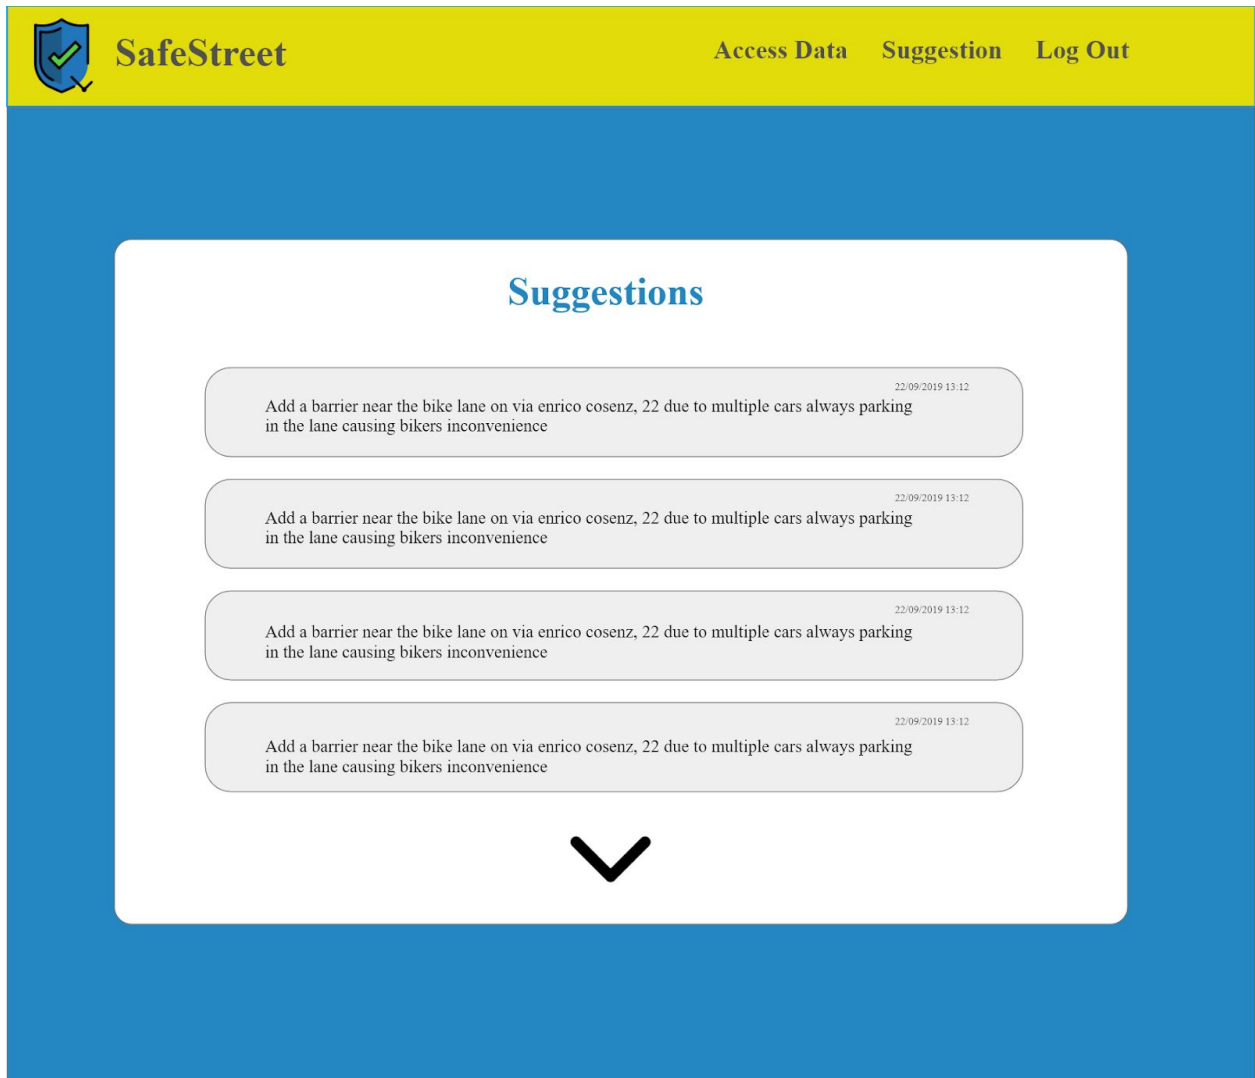 SafeStreet
Access Data Suggestion Log Out
Suggestions
22/09/2019 13:12
Add a barrier near the bike lane on via enrico cosenz, 22 due to multiple cars always parking
in the lane causing bikers inconvenience
22/09/2019 13:12
Add a barrier near the bike lane on via enrico cosenz, 22 due to multiple cars always parking
in the lane causing bikers inconvenience
22/09/2019 13:12
Add a barrier near the bike lane on via enrico cosenz, 22 due to multiple cars always parking
in the lane causing bikers inconvenience
22/09/2019 13:12
Add a barrier near the bike lane on via enrico cosenz, 22 due to multiple cars always parking
in the lane causing bikers inconvenience